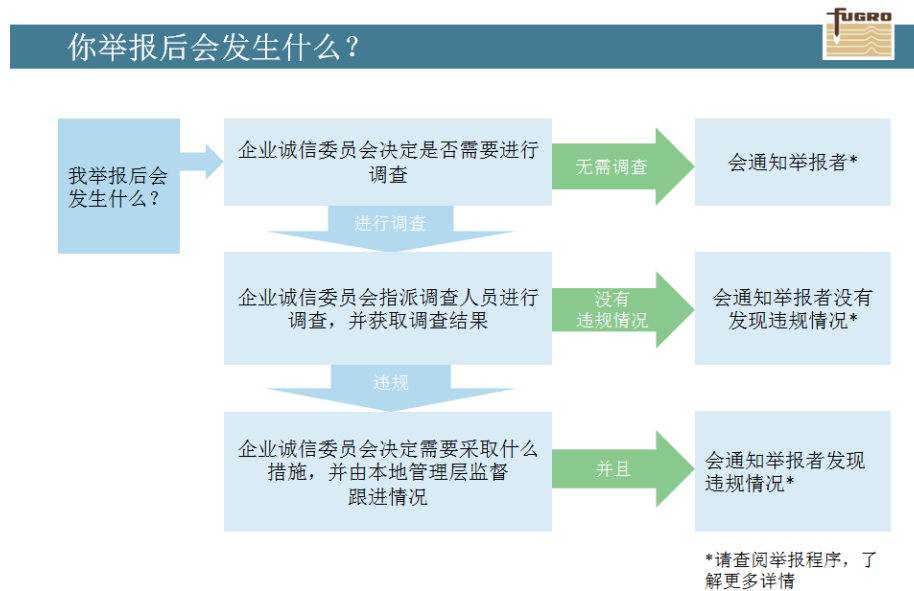 你举报后会发生什么？
FUGRO
我举报后会
发生什么？
企业诚信委员会决定是否需要进行
调查
无需调查
会通知举报者*
进行调查
企业诚信委员会指派调查人员进行
调查，并获取调查结果
没有
违规情况
会通知举报者没有
发现违规情况*
违规
企业诚信委员会决定需要采取什么
措施，并由本地管理层监督
跟进情况
并且
会通知举报者发现
违规情况*
*请查阅举报程序，了
解更多详情